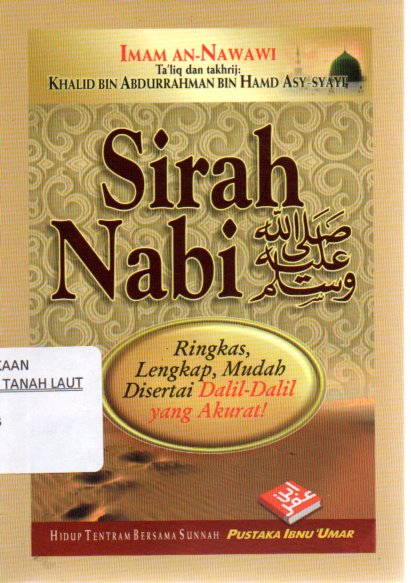 IMAM AN-NAWAWI
Ta'liq dan takhrij:
KHALID BIN ABDURRAHMAN BIN HAMD ASY-SYAYI,
Sirah
Nabi
صلى الله
عليه
وسلم
Ringkas,
Lengkap, Mudah
Disertai Dalil-Dalil
yang Akurat!
KAAN
TANAH LAUT
ابن
عمر
HIDUP TENTRAM BERSAMA SUNNAH PUSTAKA IBNU 'UMAR